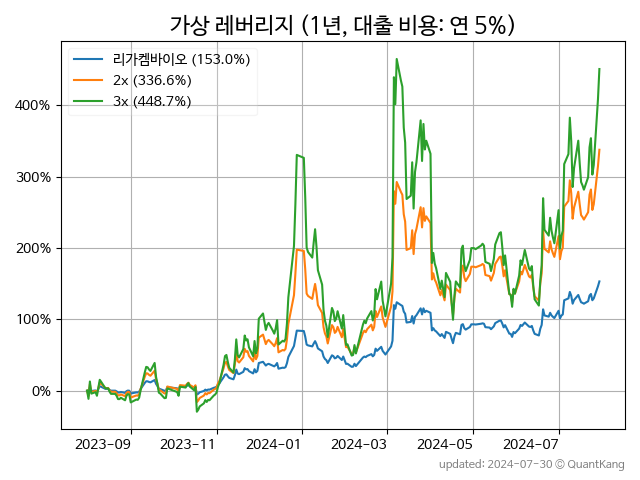 가상 레버리지 (1년, 대출 비용: 연 5%)
리가켐바이오 (153.0%)
2x (336.6%)
3x (448.7%)
400%
300%
200%
100%
0%
2023-09 2023-11 2024-01 2024-03 2024-05 2024-07
updated: 2024-07-30 © QuantKang